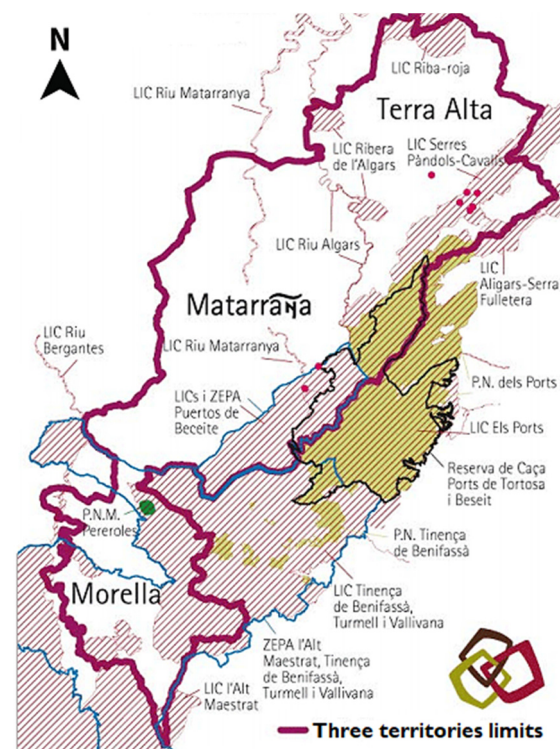 N
LIC Riba-roja
LIC Riu Matarranya
Terra Alta
LIC Ribera
de l'Algars
LIC Serres
Pàndols-Cavalls
LIC Riu Algars
LIC
Aligars-Serra
Fulletera
Matarraña
LIC Riu
Bergantes
LIC Riu Matarranya
P.N. dels Ports
LICs i ZEPA
Puertos de
Beceite
LIC Els Ports
Reserva de Caça
Ports de Tortosa
i Beseit
P.N.M.
Pereroles
P.N. Tinença
de Benifassà
Morella
LIC Tinença
de Benifassà,
Turmell i Vallivana
ZEPA l'Alt
Maestrat, Tinença
de Benifassà,
Turmell i Vallivana
LIC l'Alt
Maestrat
Three territories limits